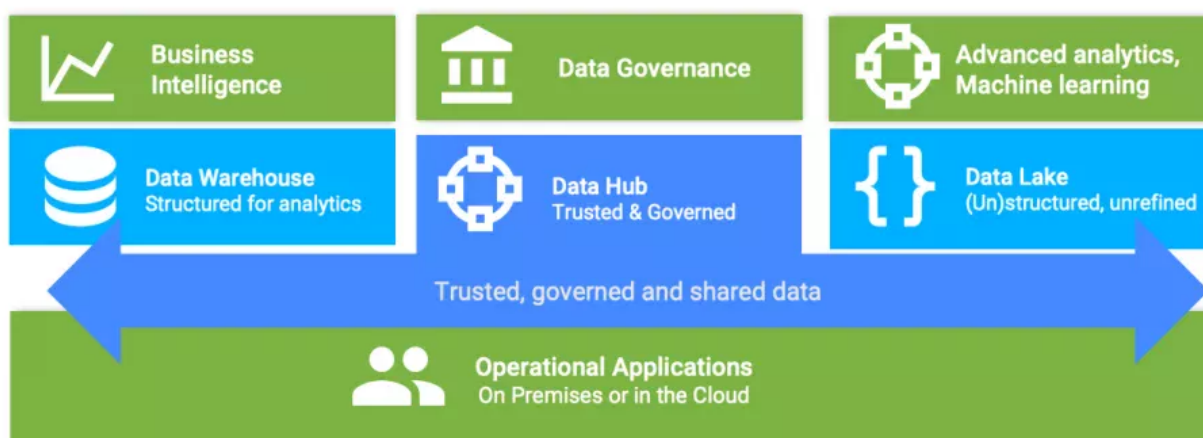 Business
Intelligence
Data Governance
Advanced analytics,
Machine learning
Data Warehouse
Structured for analytics
Data Hub
Trusted & Governed
Data Lake
(Un)structured, unrefined
Trusted, governed and shared data
Operational Applications
On Premises or in the Cloud